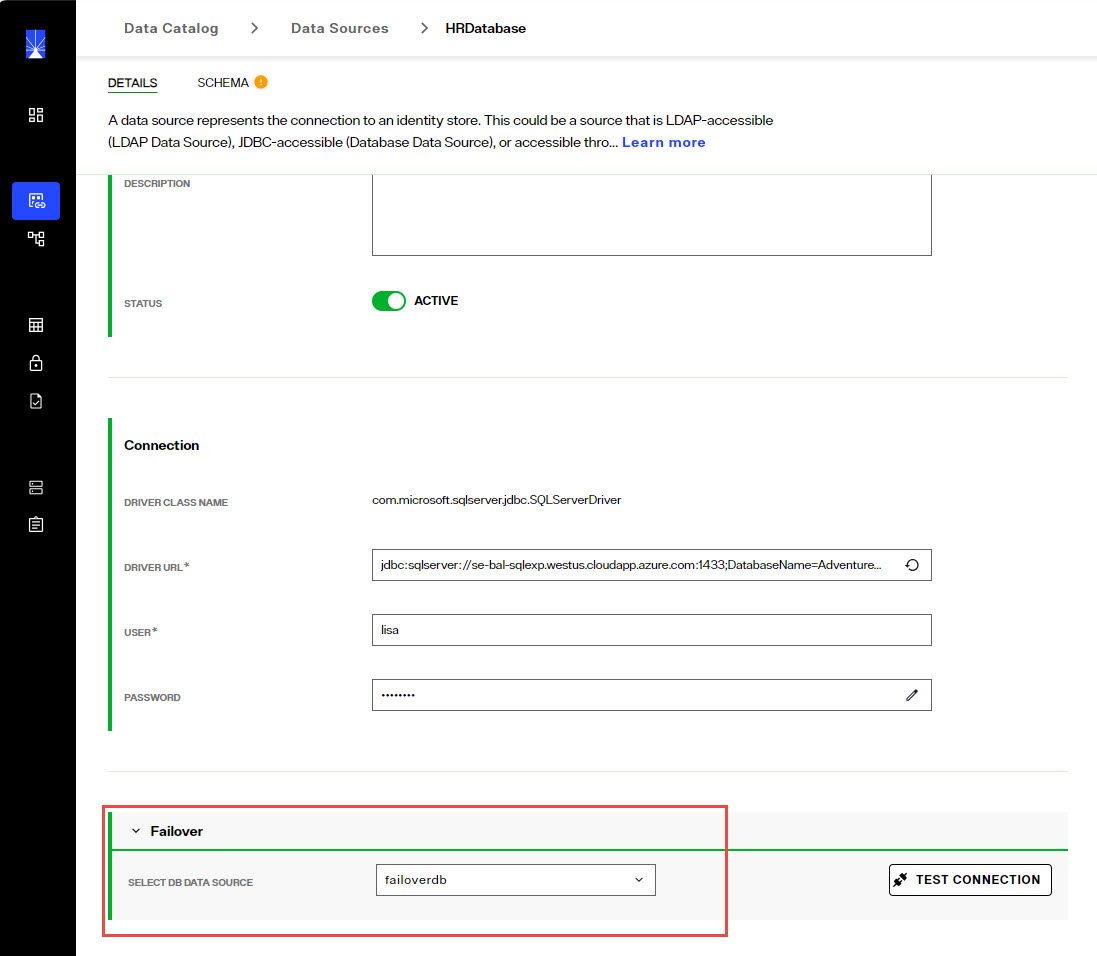 Data Catalog > Data Sources > HRDatabase
DETAILS SCHEMA !
A data source represents the connection to an identity store. This could be a source that is LDAP-accessible
(LDAP Data Source), JDBC-accessible (Database Data Source), or accessible thro... Learn more
DESCRIPTION
STATUS ACTIVE
Connection
DRIVER CLASS NAME com.microsoft.sqlserver.jdbc.SQLServerDriver
DRIVER URL* jdbc:sqlserver://se-bal-sqlexp.westus.cloudapp.azure.com:1433;DatabaseName=Adventure...
USER* lisa
PASSWORD ••••••••
Failover
SELECT DB DATA SOURCE failoverdb TEST CONNECTION